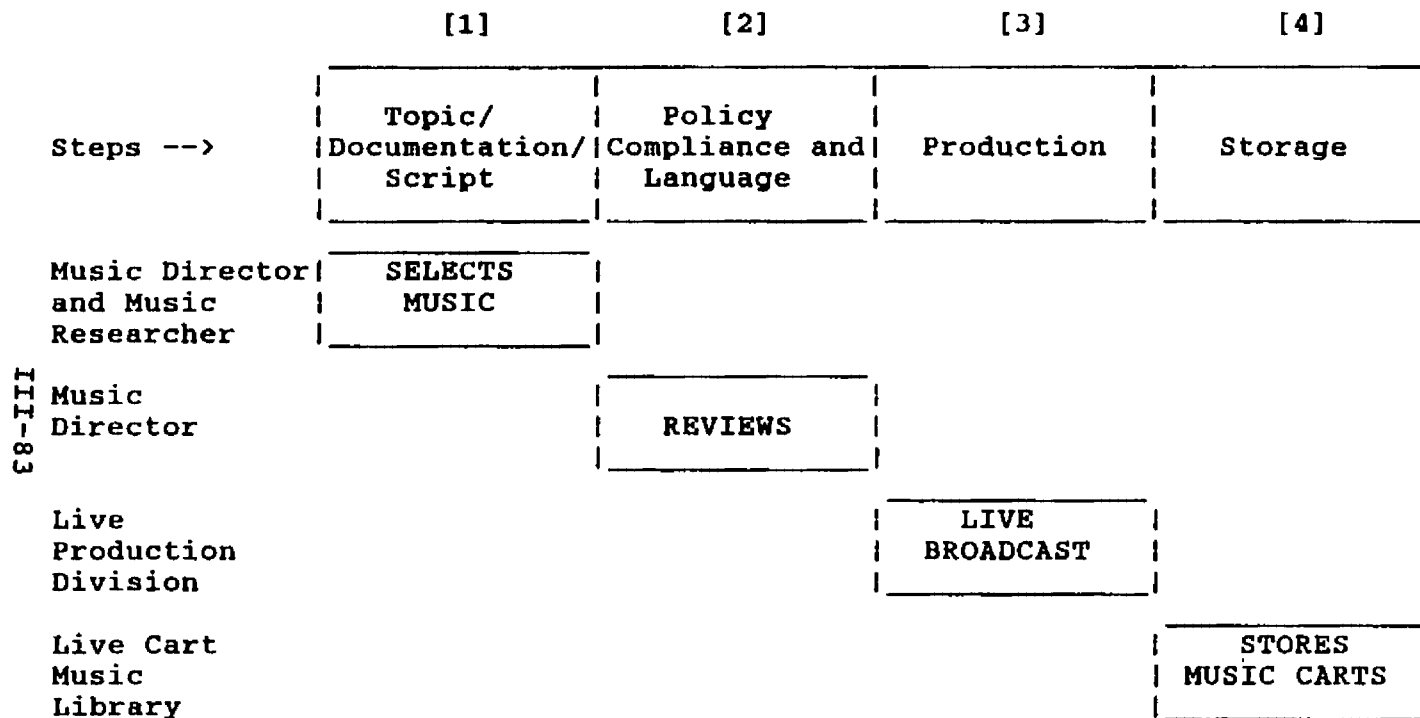 [1] [2] [3] [4]
Topic/ Policy
Steps --> Documentation/ Compliance and Production Storage
Script Language
Music Director SELECTS
and Music MUSIC
Researcher
Music
Director REVIEWS
III-83
Live LIVE
Production BROADCAST
Division
Live Cart STORES
Music MUSIC CARTS
Library